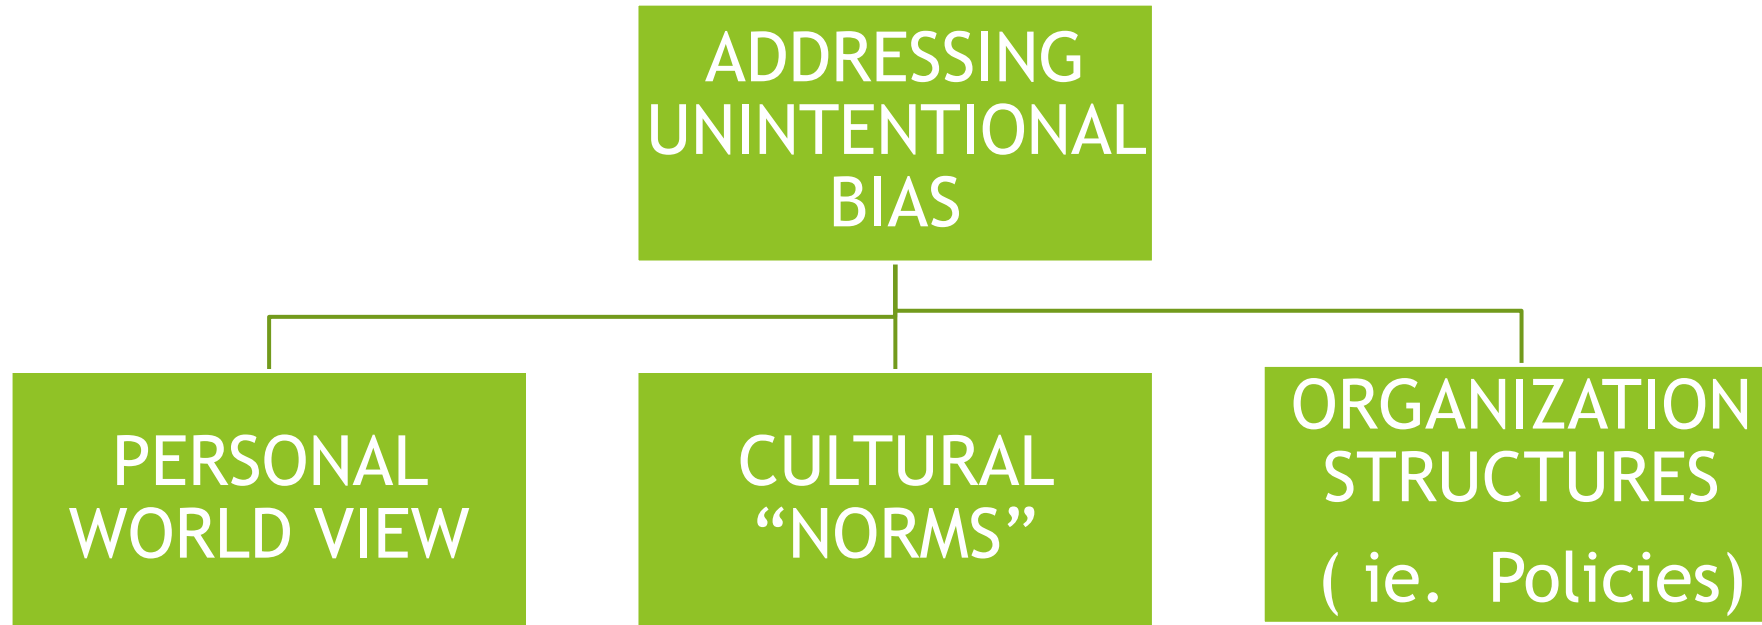 ADDRESSING
UNINTENTIONAL
BIAS
PERSONAL
WORLD VIEW
CULTURAL
“NORMS”
ORGANIZATION
STRUCTURES
( ie. Policies)